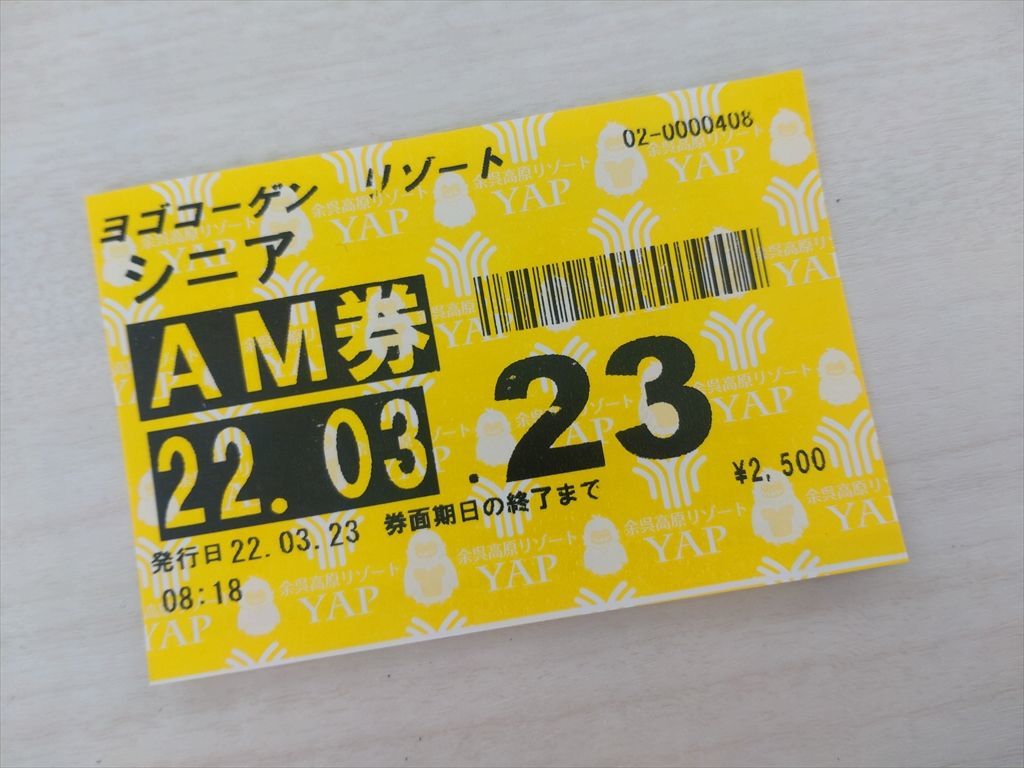 02-0000408
ヨゴコーゲン リゾート
シニア
AM券
22.03.23
¥2,500
発行日22.03.23 券面期日の終了まで
08:18
余呉高原リゾート
YAP